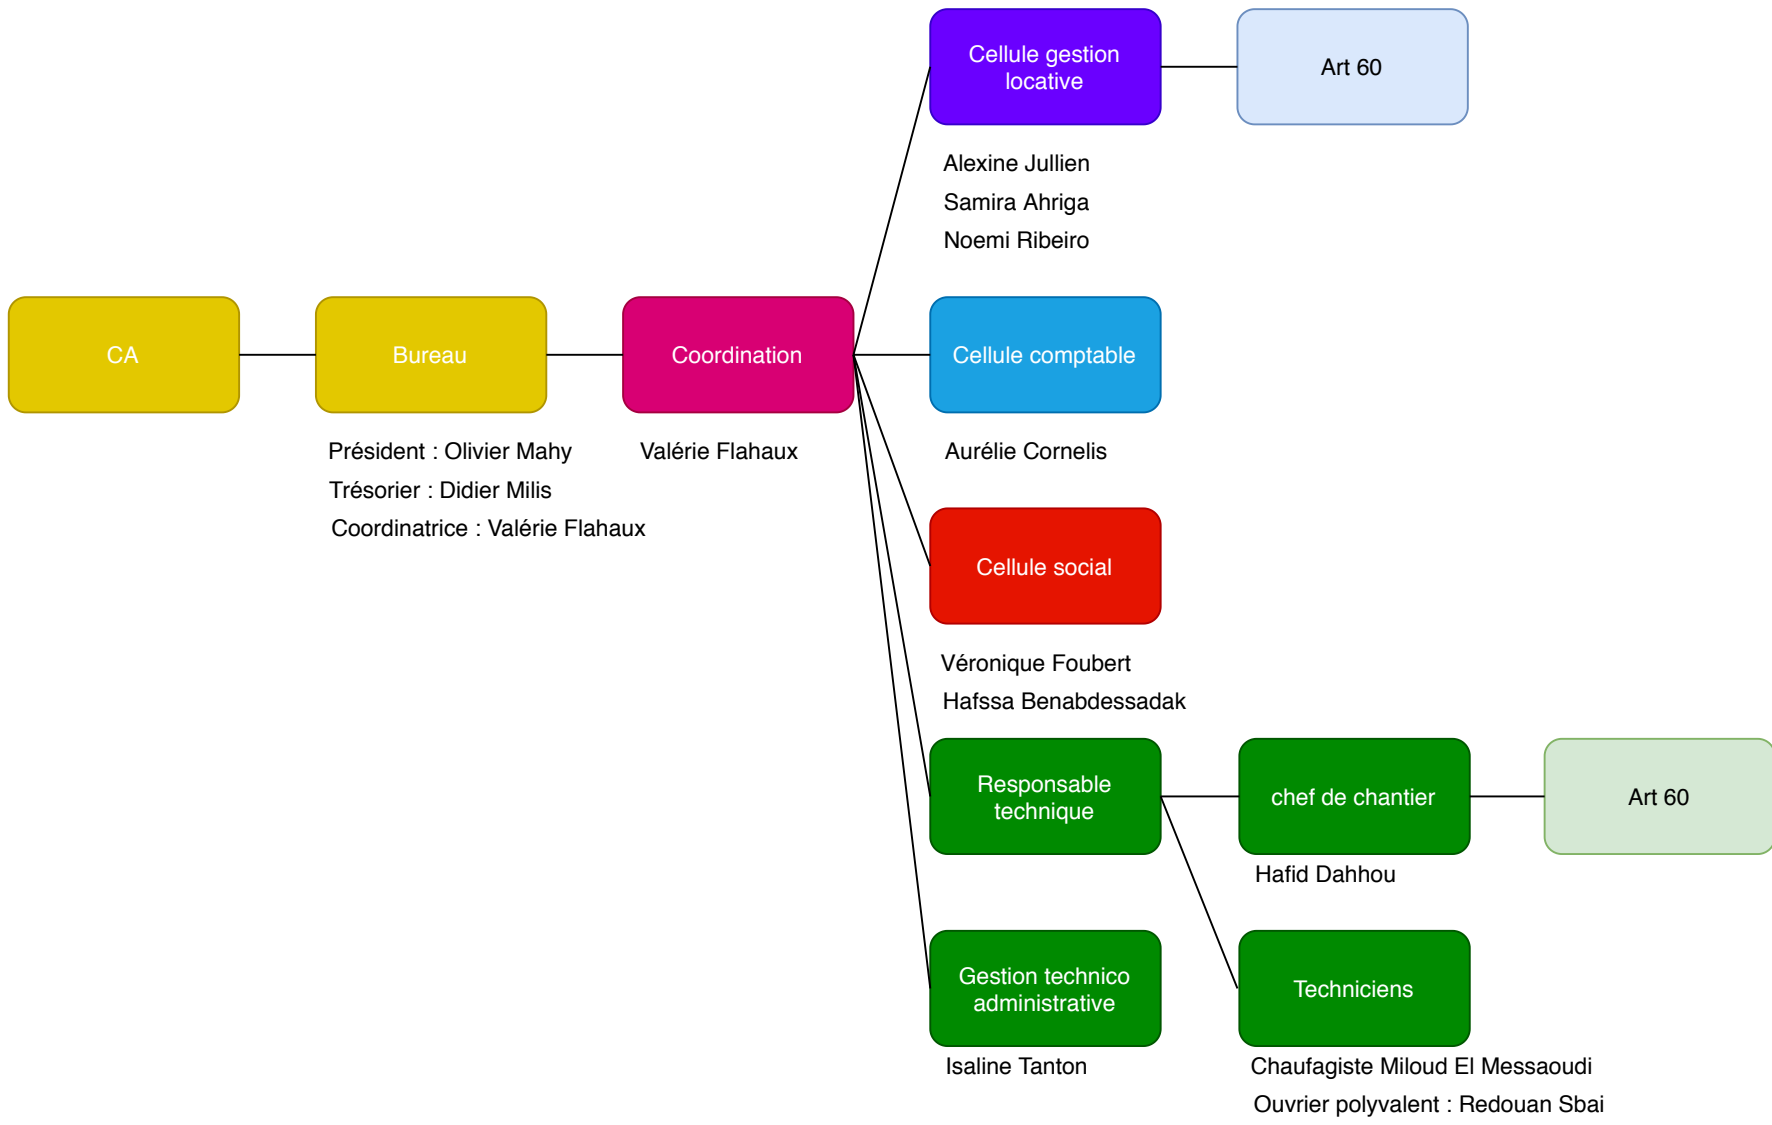 Cellule gestion
locative
Art 60
Alexine Jullien
Samira Ahriga
Noemi Ribeiro
CA
Bureau
Coordination
Cellule comptable
Président : Olivier Mahy
Trésorier : Didier Milis
Coordinatrice : Valérie Flahaux
Valérie Flahaux
Aurélie Cornelis
Cellule social
Véronique Foubert
Hafssa Benabdessadak
Responsable
technique
chef de chantier
Art 60
Hafid Dahhou
Gestion technico
administrative
Techniciens
Isaline Tanton
Chaufagiste Miloud El Messaoudi
Ouvrier polyvalent : Redouan Sbai